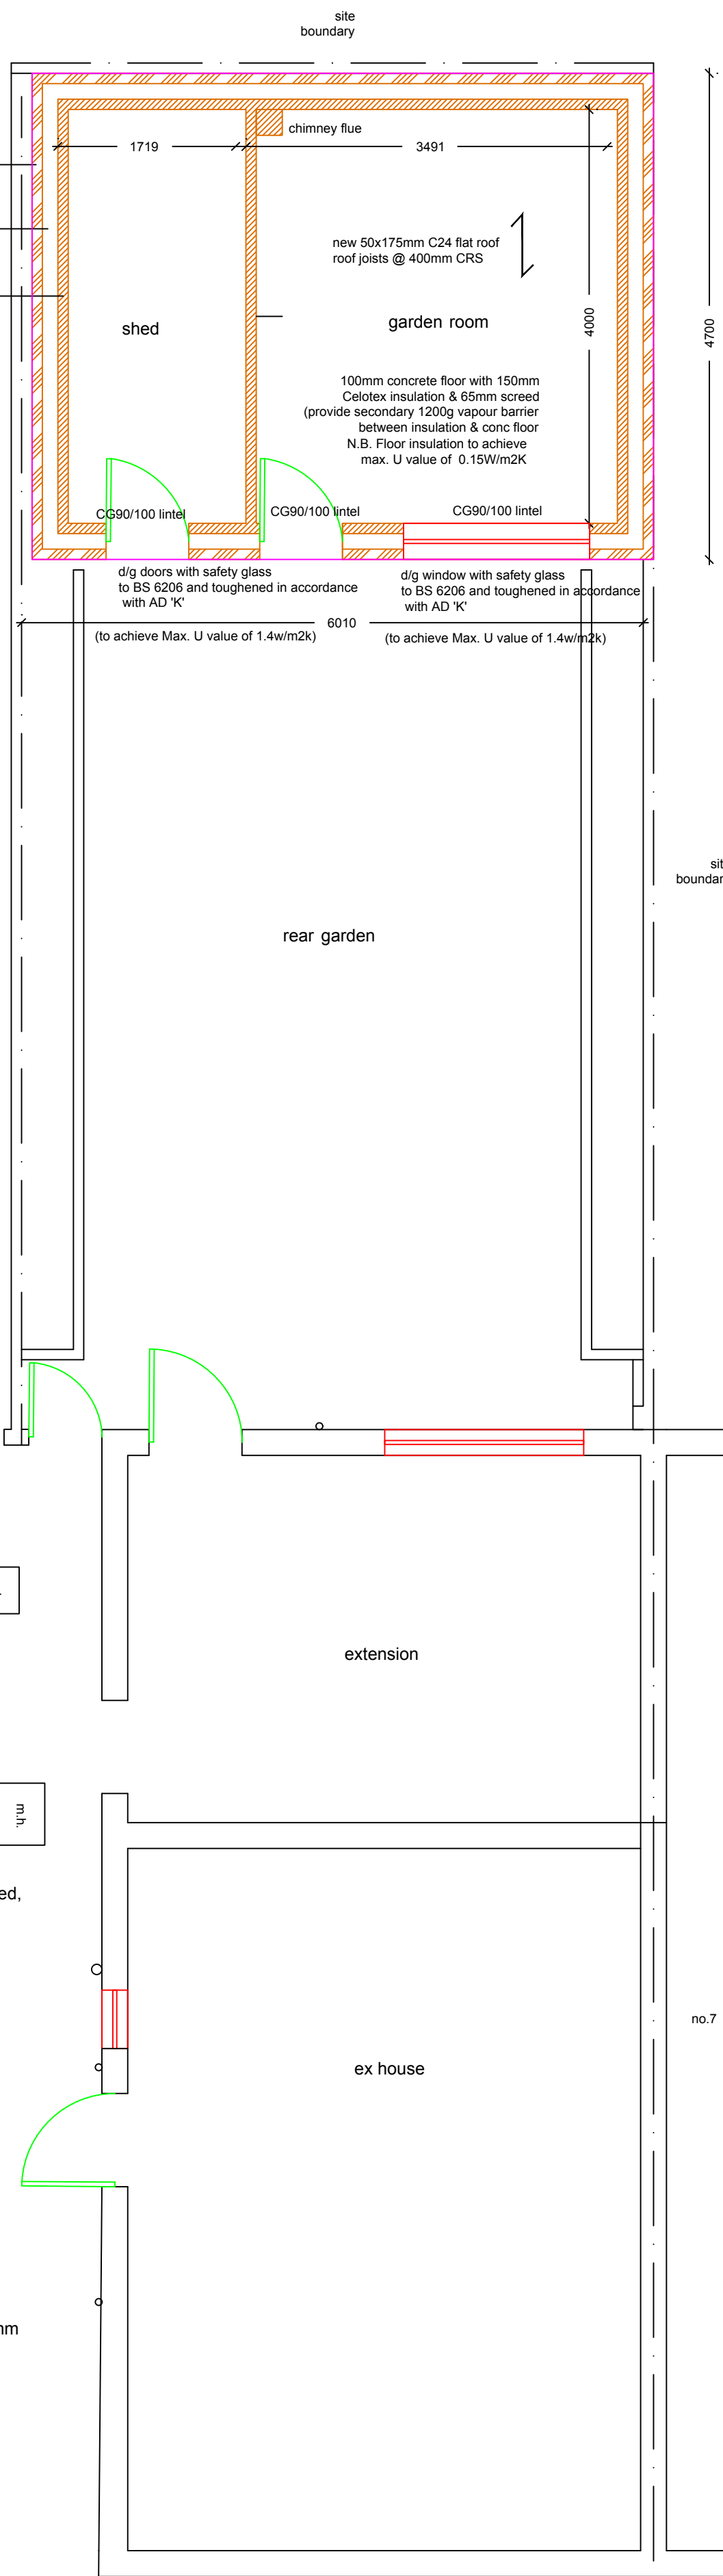 site
boundary
chimney flue
1719
3491
new 50x175mm C24 flat roof
roof joists @ 400mm CRS
shed
garden room
4000
4700
100mm concrete floor with 150mm
Celotex insulation & 65mm screed
(provide secondary 1200g vapour barrier
between insulation & conc floor
N.B. Floor insulation to achieve
max. U value of 0.15W/m2K
CG90/100 lintel
CG90/100 lintel
CG90/100 lintel
d/g doors with safety glass
to BS 6206 and toughened in accordance
with AD 'K'
d/g window with safety glass
to BS 6206 and toughened in accordance
with AD 'K'
6010
(to achieve Max. U value of 1.4w/m2k)
(to achieve Max. U value of 1.4w/m2k)
rear garden
extension
m.h.
ex house
no.7